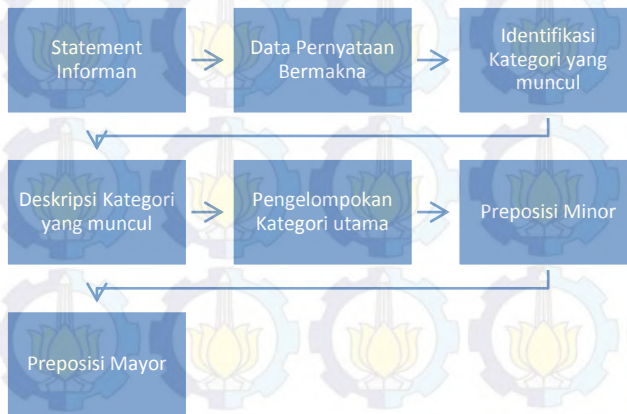 Statement
Informan
Data Pernyataan
Bermakna
Identifikasi
Kategori yang
muncul
Deskripsi Kategori
yang muncul
Pengelompokan
Kategori utama
Preposisi Minor
Preposisi Mayor